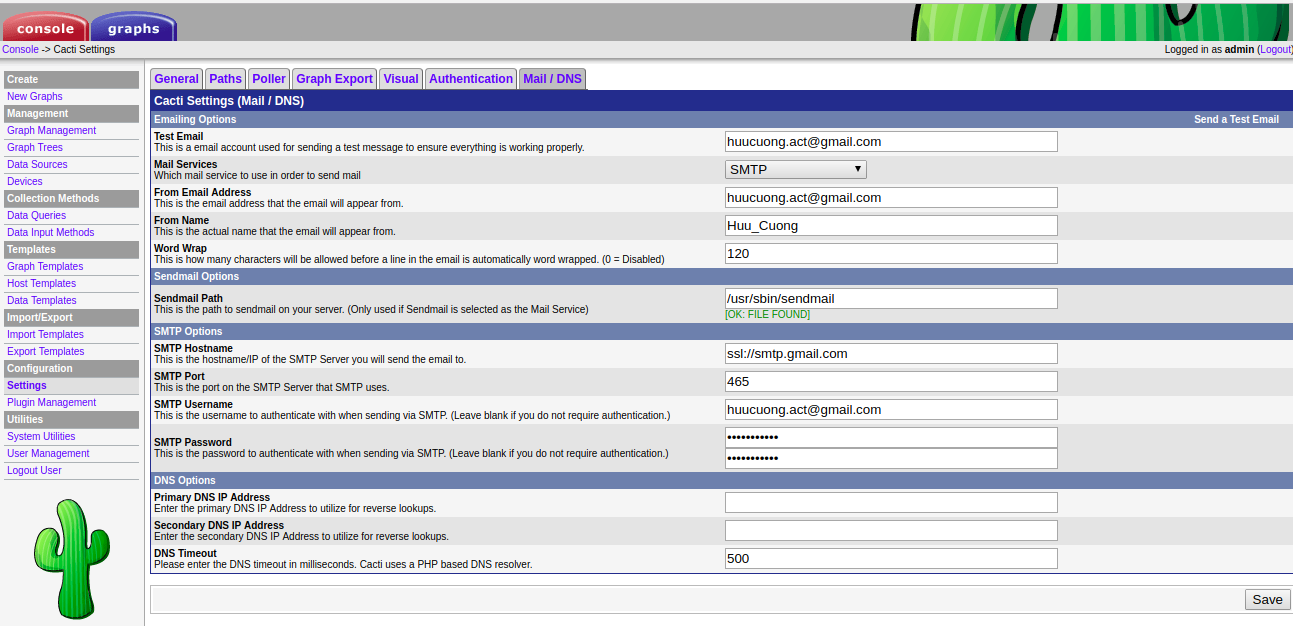 console graphs
Console -> Cacti Settings
Logged in as admin (Logout)
Create
New Graphs
Management
Graph Management
Graph Trees
Data Sources
Devices
Collection Methods
Data Queries
Data Input Methods
Templates
Graph Templates
Host Templates
Data Templates
Import/Export
Import Templates
Export Templates
Configuration
Settings
Plugin Management
Utilities
System Utilities
User Management
Logout User
General Paths Poller Graph Export Visual Authentication Mail / DNS
Cacti Settings (Mail / DNS)
Emailing Options Send a Test Email
Test Email
This is a email account used for sending a test message to ensure everything is working properly.
huucuong.act@gmail.com
Mail Services
Which mail service to use in order to send mail
SMTP
From Email Address
This is the email address that the email will appear from.
huucuong.act@gmail.com
From Name
This is the actual name that the email will appear from.
Huu_Cuong
Word Wrap
This is how many characters will be allowed before a line in the email is automatically word wrapped. (0 = Disabled)
120
Sendmail Options
Sendmail Path
This is the path to sendmail on your server. (Only used if Sendmail is selected as the Mail Service)
/usr/sbin/sendmail
[OK: FILE FOUND]
SMTP Options
SMTP Hostname
This is the hostname/IP of the SMTP Server you will send the email to.
ssl://smtp.gmail.com
SMTP Port
This is the port on the SMTP Server that SMTP uses.
465
SMTP Username
This is the username to authenticate with when sending via SMTP. (Leave blank if you do not require authentication.)
huucuong.act@gmail.com
SMTP Password
This is the password to authenticate with when sending via SMTP. (Leave blank if you do not require authentication.)
•••••••••••
•••••••••••
DNS Options
Primary DNS IP Address
Enter the primary DNS IP Address to utilize for reverse lookups.
Secondary DNS IP Address
Enter the secondary DNS IP Address to utilize for reverse lookups.
DNS Timeout
Please enter the DNS timeout in milliseconds. Cacti uses a PHP based DNS resolver.
500
Save